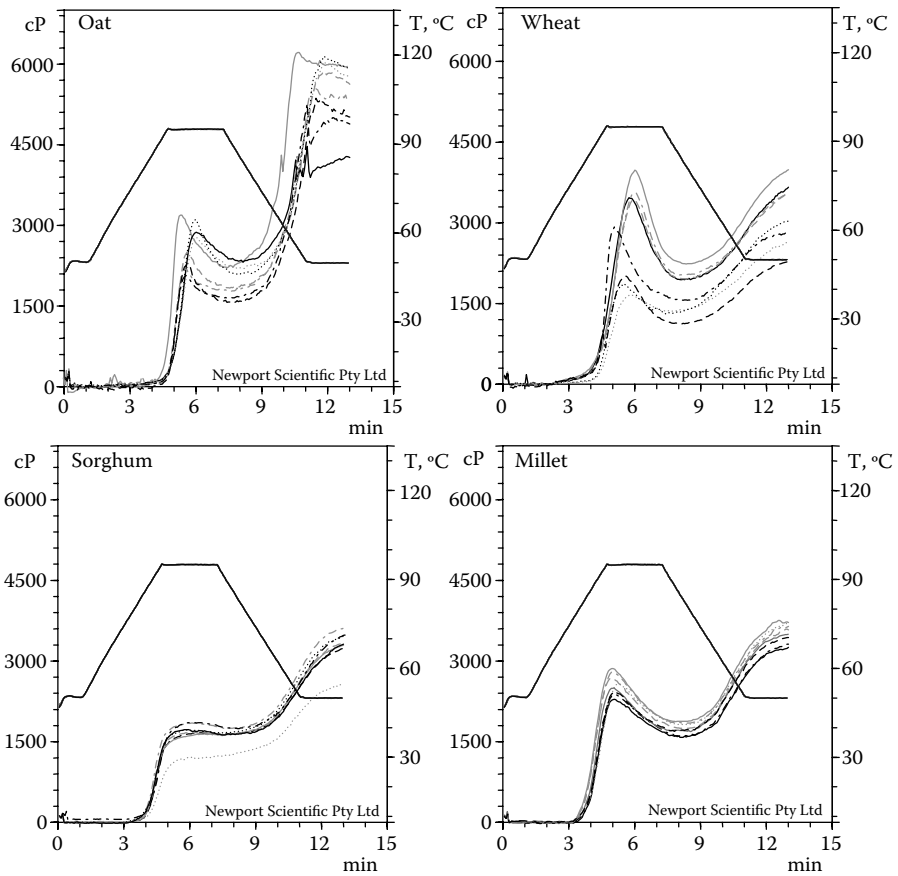 cP Oat T, ºC
120
6000
4500 90
3000 60
1500 30
Newport Scientific Pty Ltd
0
0 3 6 9 12 15
min
cP Wheat T, ºC
6000 120
4500 90
3000 60
1500 30
Newport Scientific Pty Ltd
0
0 3 6 9 12 15
min
cP Sorghum T, ºC
6000 120
4500 90
3000 60
1500 30
Newport Scientific Pty Ltd
0
0 3 6 9 12 15
min
cP Millet T, ºC
6000 120
4500 90
3000 60
1500 30
Newport Scientific Pty Ltd
0
0 3 6 9 12 15
min